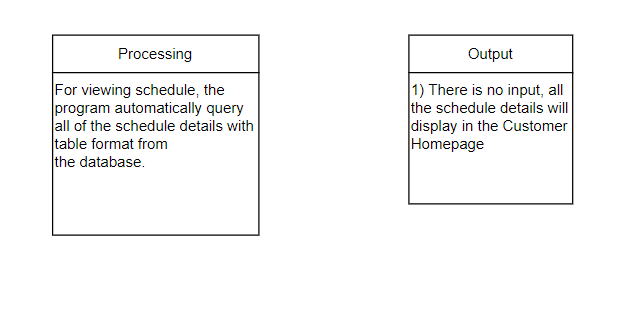 Processing
For viewing schedule, the
program automatically query
all of the schedule details with
table format from
the database.
Output
1) There is no input, all
the schedule details will
display in the Customer
Homepage